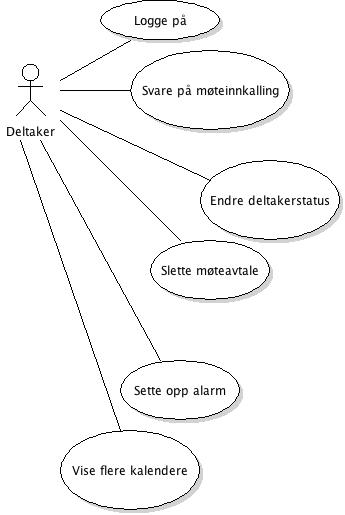 Logge på
Svare på møteinnkalling
Deltaker
Endre deltakerstatus
Slette møteavtale
Sette opp alarm
Vise flere kalendere